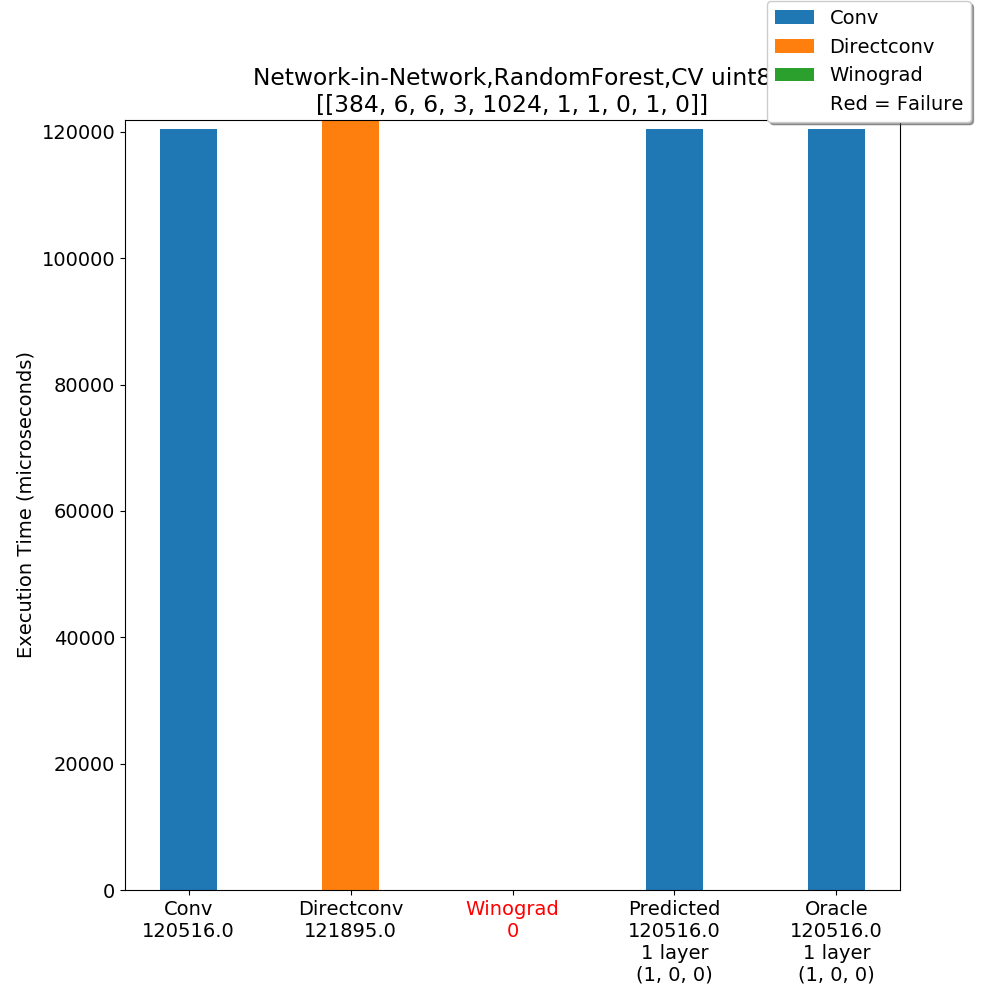 Conv
Directconv
Winograd
Red = Failure
Network-in-Network,RandomForest,CV uint8
[[384, 6, 6, 3, 1024, 1, 1, 0, 1, 0]]
Execution Time (microseconds)
120000
100000
80000
60000
40000
20000
0
Conv
120516.0
Directconv
121895.0
Winograd
0
Predicted
120516.0
1 layer
(1, 0, 0)
Oracle
120516.0
1 layer
(1, 0, 0)